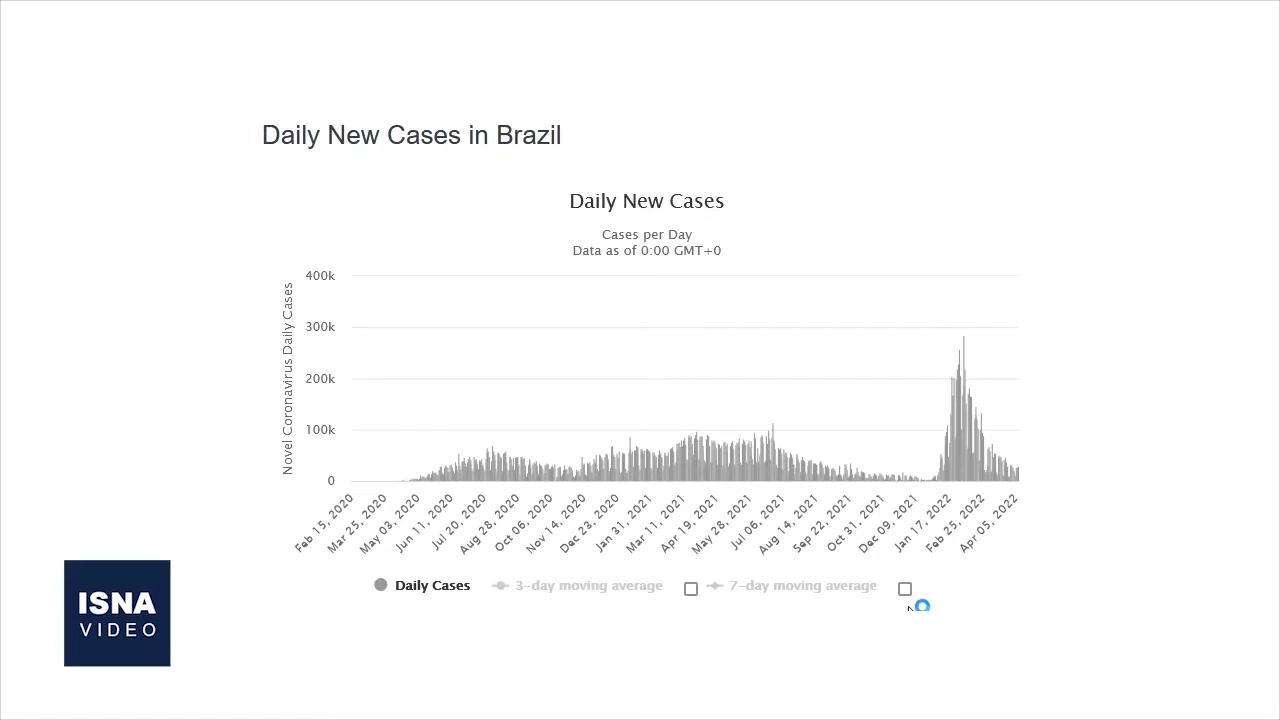 Daily New Cases in Brazil
Daily New Cases
Cases per Day
Data as of 0:00 GMT+0
Novel Coronavirus Daily Cases
400k
300k
200k
100k
0
Feb 15, 2020
Mar 25, 2020
May 03, 2020
Jun 11, 2020
Jul 20, 2020
Aug 28, 2020
Oct 06, 2020
Nov 14, 2020
Dec 23, 2020
Jan 31, 2021
Mar 11, 2021
Apr 19, 2021
May 28, 2021
Jul 06, 2021
Aug 14, 2021
Sep 22, 2021
Oct 31, 2021
Dec 09, 2021
Jan 17, 2022
Feb 25, 2022
Apr 05, 2022
Daily Cases
3-day moving average
7-day moving average
ISNA
VIDEO